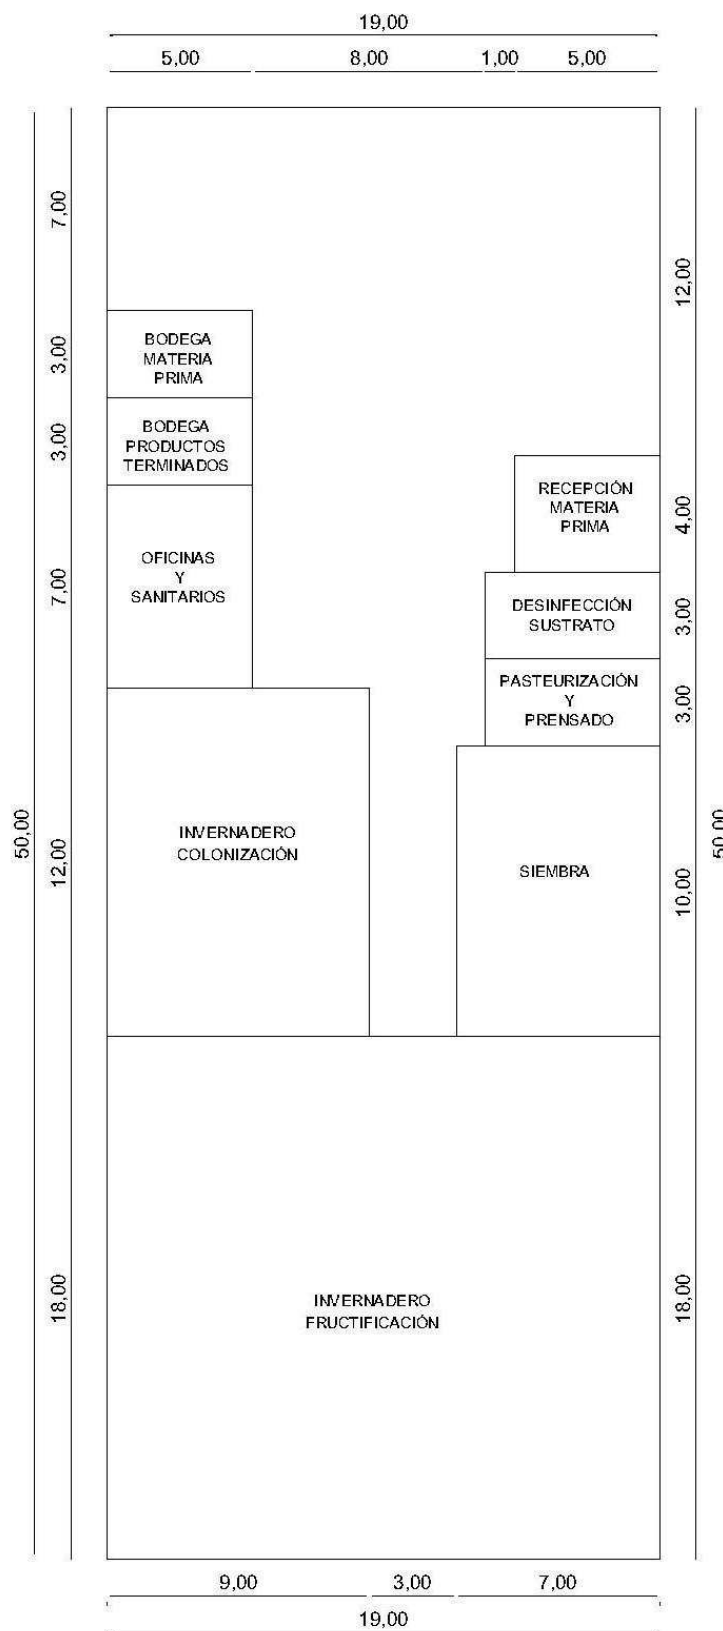 19,00
5,00 8,00 1,00 5,00
7,00
12,00
3,00
BODEGA
MATERIA
PRIMA
3,00
BODEGA
PRODUCTOS
TERMINADOS
RECEPCIÓN
MATERIA
PRIMA
4,00
7,00
OFICINAS
Y
SANITARIOS
DESINFECCIÓN
SUSTRATO
3,00
PASTEURIZACIÓN
Y
PRENSADO
3,00
50,00
12,00
INVERNADERO
COLONIZACIÓN
SIEMBRA
10,00
50,00
18,00
INVERNADERO
FRUCTIFICACIÓN
18,00
9,00 3,00 7,00
19,00